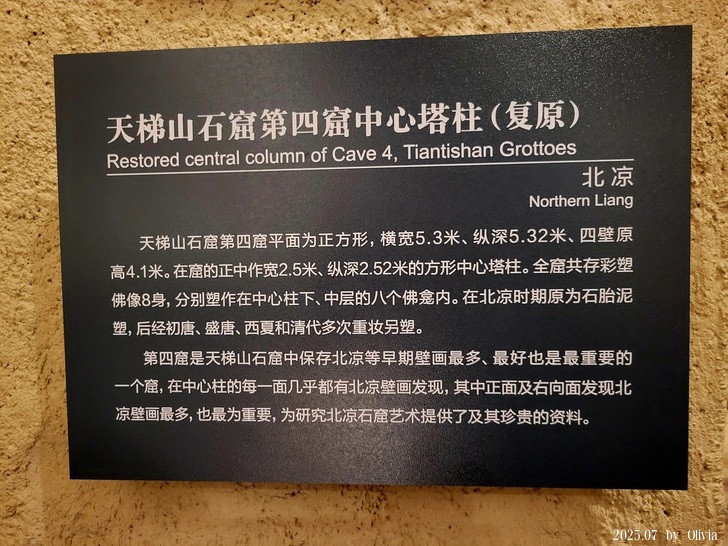 天梯山石窟第四窟中心塔柱（复原）
Restored central column of Cave 4, Tiantishan Grottoes
北凉
Northern Liang
天梯山石窟第四窟平面为正方形，横宽5.3米、纵深5.32米、四壁原
高4.1米。在窟的正中作宽2.5米、纵深2.52米的方形中心塔柱。全窟共存彩塑
佛像8身，分别塑作在中心柱下、中层的八个佛龛内。在北凉时期原为石胎泥
塑，后经初唐、盛唐、西夏和清代多次重妆另塑。
第四窟是天梯山石窟中保存北凉等早期壁画最多、最好也是最重要的
一个窟，在中心柱的每一面几乎都有北凉壁画发现，其中正面及右向面发现北
凉壁画最多，也最为重要，为研究北凉石窟艺术提供了及其珍贵的资料。
2025.07 by Olivia